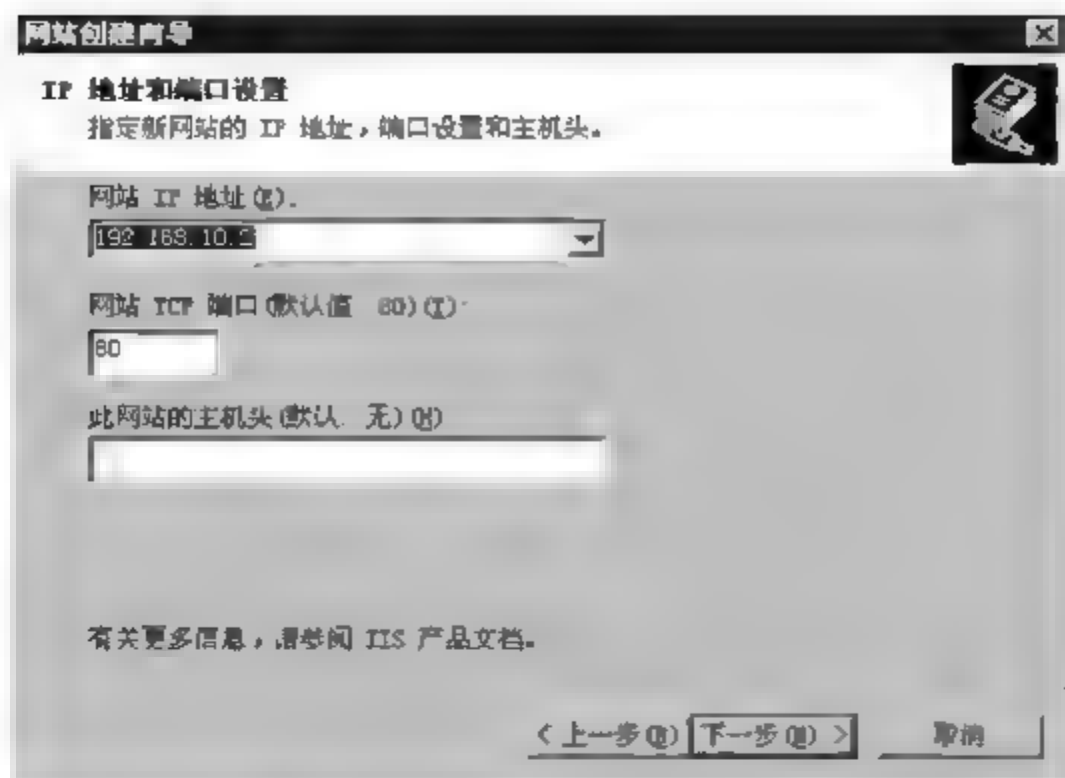 网站创建向导
IP 地址和端口设置
指定新网站的 IP 地址，端口设置和主机头。
网站 IP 地址(E):
192.168.10.2
网站 TCP 端口(默认值: 80)(T):
80
此网站的主机头(默认: 无)(H)
有关更多信息，请参阅 IIS 产品文档。
< 上一步(B) 下一步(N) > 取消